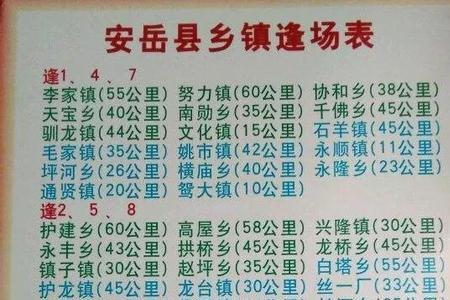 安岳县乡镇逢场表
逢1、4、7
李家镇(55公里) 努力镇(60公里) 协和乡(38公里)
天宝乡(40公里) 南勋乡(35公里) 千佛乡(45公里)
驯龙镇(44公里) 文化镇(15公里) 石羊镇(45公里)
毛家镇(35公里) 姚市镇(42公里) 永顺镇(11公里)
坪河乡(26公里) 横庙乡(40公里) 永隆乡(23公里)
通贤镇(20公里) 鸳大镇(10公里)
逢2、5、8
护建乡(60公里) 高屋乡(58公里) 兴隆镇(30公里)
永丰乡(43公里) 拱桥乡(45公里) 龙桥乡(45公里)
镇子镇(30公里) 赵坪乡(35公里) 白塔乡(55公里)
护龙镇(45公里) 龙台镇(30公里) 丝一厂(33公里)